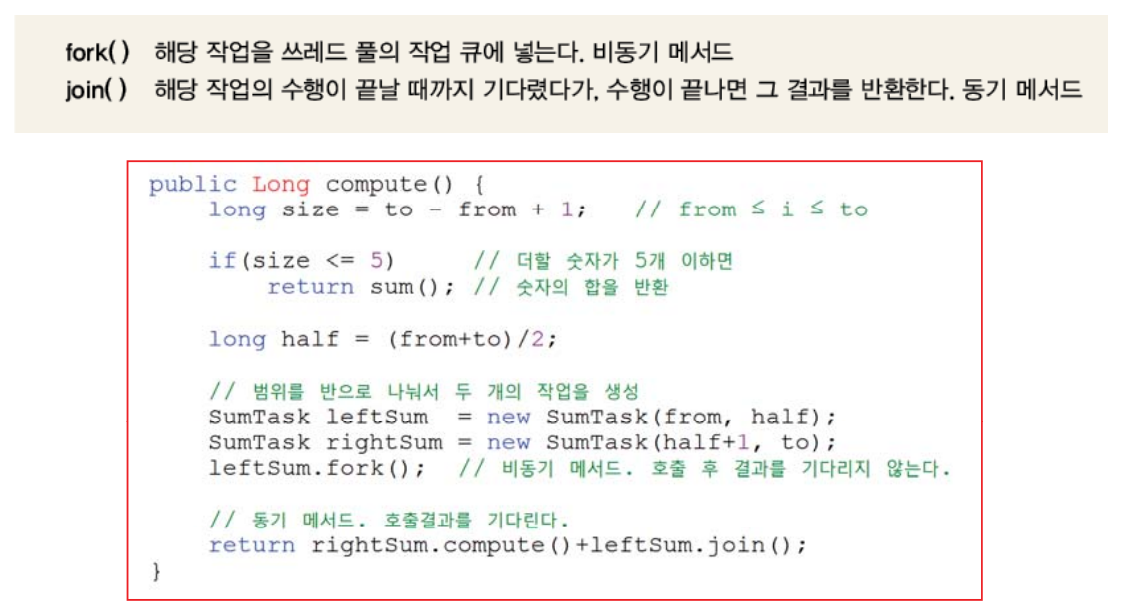 fork( ) 해당 작업을 쓰레드 풀의 작업 큐에 넣는다. 비동기 메서드
join( ) 해당 작업의 수행이 끝날 때까지 기다렸다가, 수행이 끝나면 그 결과를 반환한다. 동기 메서드
public Long compute() {
    long size = to - from + 1;   // from ≤ i ≤ to
    if(size <= 5)      // 더할 숫자가 5개 이하면
        return sum(); // 숫자의 합을 반환
    long half = (from+to)/2;
    // 범위를 반으로 나눠서 두 개의 작업을 생성
    SumTask leftSum  = new SumTask(from, half);
    SumTask rightSum = new SumTask(half+1, to);
    leftSum.fork();  // 비동기 메서드. 호출 후 결과를 기다리지 않는다.
    // 동기 메서드. 호출결과를 기다린다.
    return rightSum.compute()+leftSum.join();
}